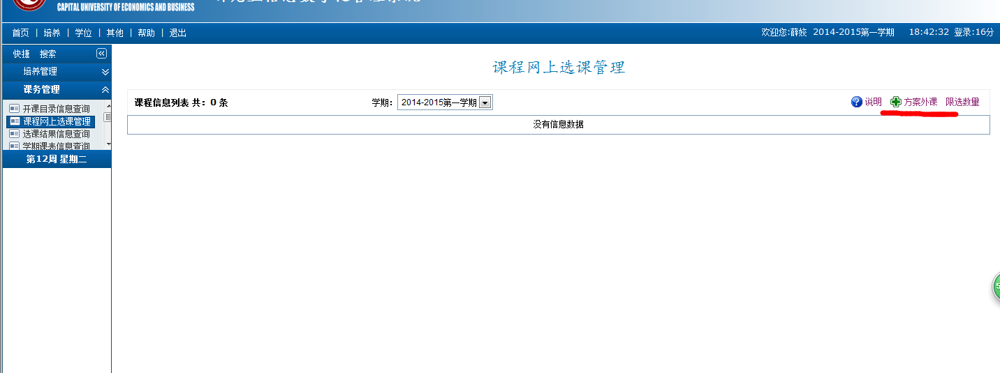 CAPITAL UNIVERSITY OF ECONOMICS AND BUSINESS
首页 | 培养 | 学位 | 其他 | 帮助 | 退出
欢迎您:薛姣 2014-2015第一学期 18:42:32 登录:16分
快捷 搜索
培养管理
课务管理
开课目录信息查询
课程网上选课管理
选课结果信息查询
学期课表信息查询
第12周 星期二
课程网上选课管理
课程信息列表 共：0 条 学期： 2014-2015第一学期 说明 方案外课 限选数量
没有信息数据